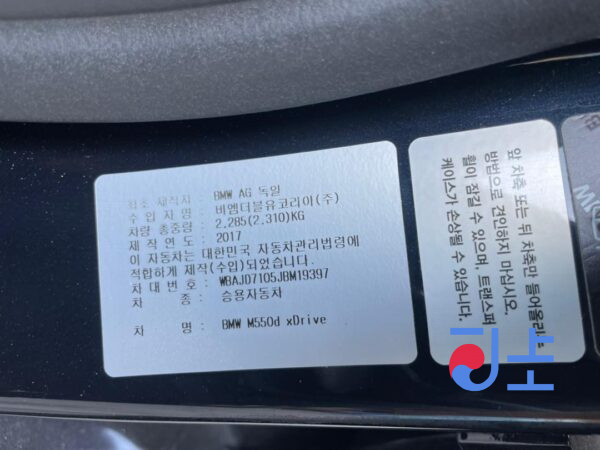 최초 제작자 : BMW AG 독일
수 입 자 명 : 비엠더블유코리아(주)
차량 총중량 : 2,285(2,310)KG
제 작 연 도 : 2017
이 자동차는 대한민국 자동차관리법령에
적합하게 제작(수입)되었습니다.
차 대 번 호 : WBAJD7105JBM19397
차 종 : 승용자동차
차 명 : BMW M550d xDrive
앞 차축 또는 뒤 차축만 들어올리는
방법으로 견인하지 마십시오.
휠이 잠길 수 있으며, 트랜스퍼
케이스가 손상될 수 있습니다.